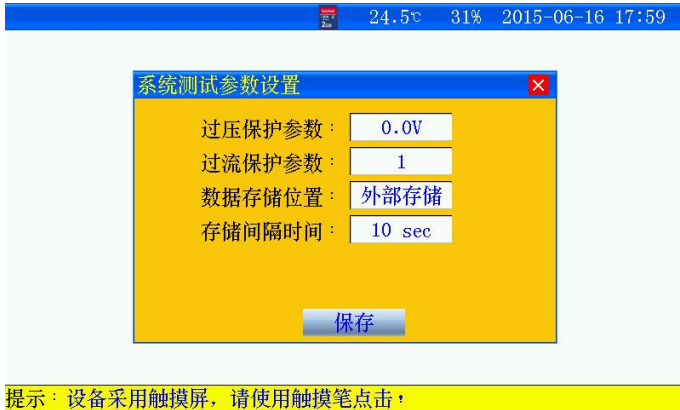 24.5℃ 31% 2015-06-16 17:59
系统测试参数设置
过压保护参数： 0.0V
过流保护参数： 1
数据存储位置： 外部存储
存储间隔时间： 10 sec
保存
提示：设备采用触摸屏，请使用触摸笔点击！